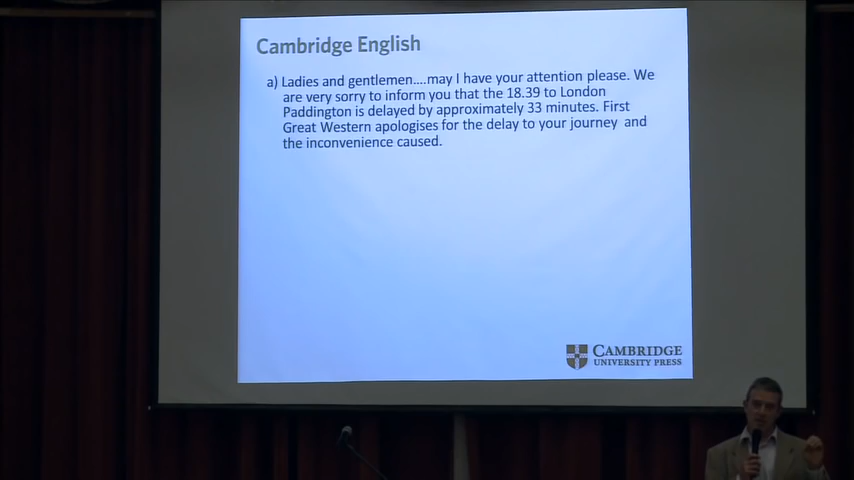 Cambridge English
a) Ladies and gentlemen....may I have your attention please. We
are very sorry to inform you that the 18.39 to London
Paddington is delayed by approximately 33 minutes. First
Great Western apologises for the delay to your journey and
the inconvenience caused.
CAMBRIDGE
UNIVERSITY PRESS